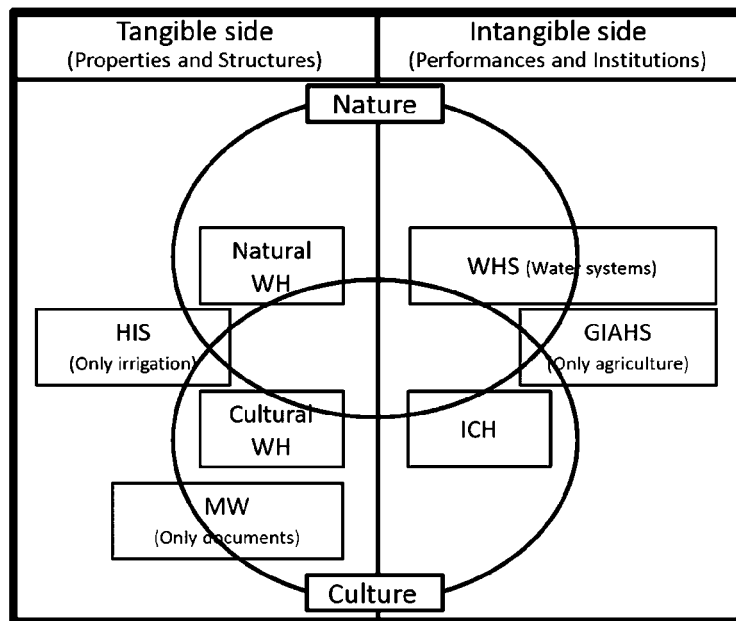 Tangible side
(Properties and Structures)
Intangible side
(Performances and Institutions)
Nature
Natural
WH
WHS (Water systems)
HIS
(Only irrigation)
GIAHS
(Only agriculture)
Cultural
WH
ICH
MW
(Only documents)
Culture